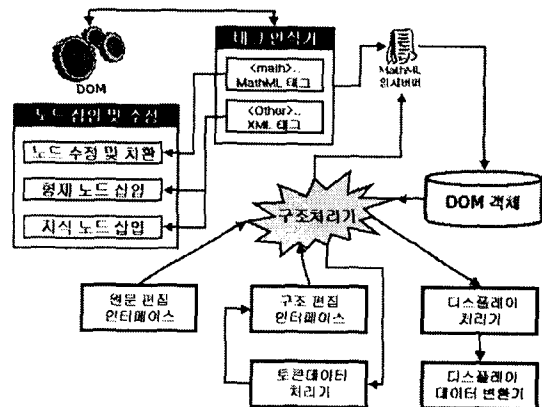 태그 인식기
<math>..
MathML 태그
<Other>..
XML 태그
DOM
MathML
임시버퍼
노드 삽입 및 수정
노드 수정 및 치환
형제 노드 삽입
자식 노드 삽입
DOM 객체
구조처리기
원문 편집
인터페이스
구조 편집
인터페이스
디스플레이
처리기
토큰데이터
처리기
디스플레이
데이터 변환기